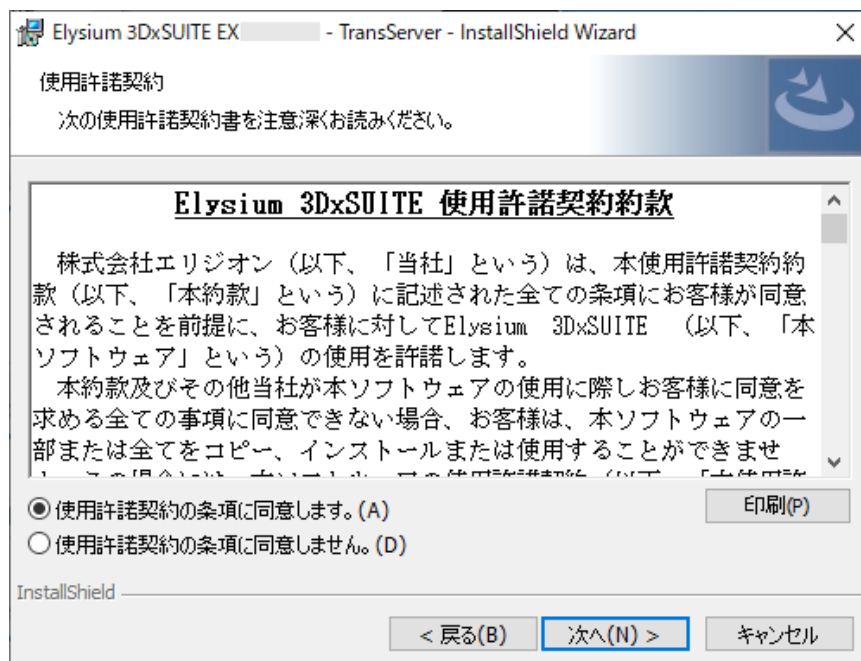 Elysium 3DxSUITE EX - TransServer - InstallShield Wizard
使用許諾契約
次の使用許諾契約書を注意深くお読みください。
Elysium 3DxSUITE 使用許諾契約約款
株式会社エリジオン（以下、「当社」という）は、本使用許諾契約約
款（以下、「本約款」という）に記述された全ての条項にお客様が同意
されることを前提に、お客様に対してElysium 3DxSUITE （以下、「本
ソフトウェア」という）の使用を許諾します。
本約款及びその他当社が本ソフトウェアの使用に際しお客様に同意を
求める全ての事項に同意できない場合、お客様は、本ソフトウェアの一
部または全てをコピー、インストールまたは使用することができませ
使用許諾契約の条項に同意します。(A)
印刷(P)
使用許諾契約の条項に同意しません。(D)
InstallShield
< 戻る(B)
次へ(N) >
キャンセル